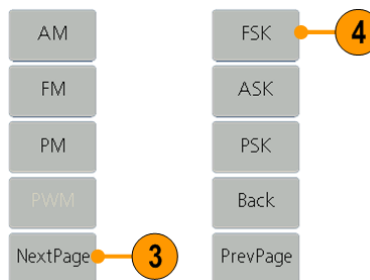 AM
FM
PM
PWM
NextPage
3
FSK
4
ASK
PSK
Back
PrevPage